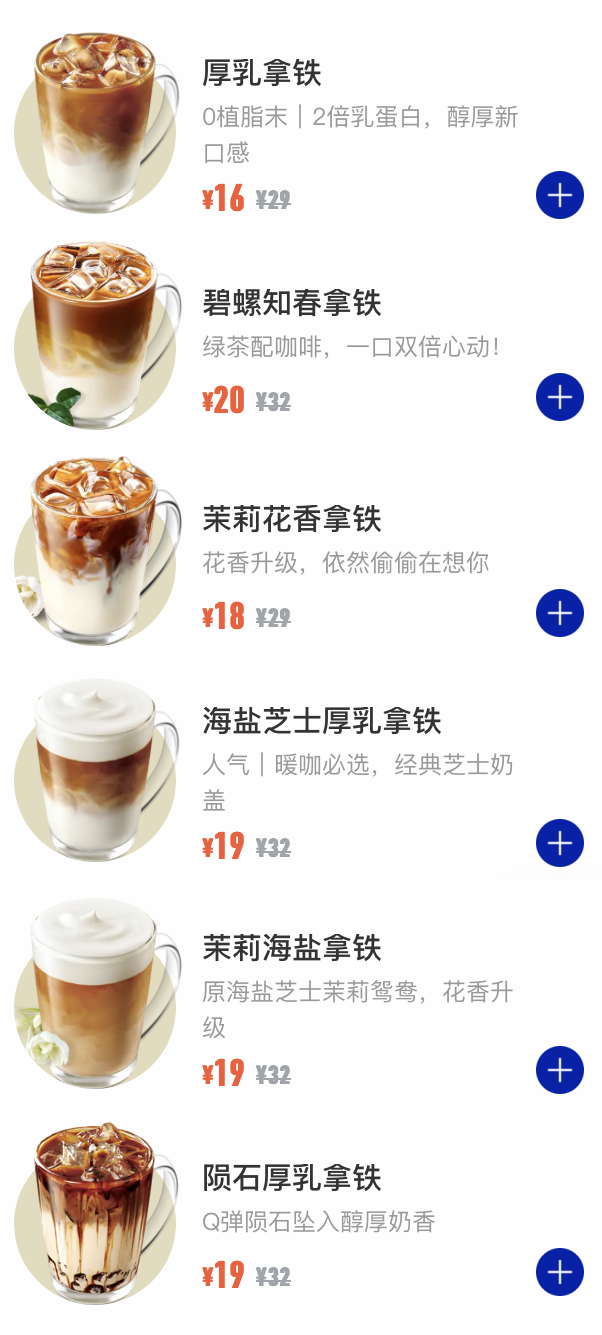 厚乳拿铁
0植脂末｜2倍乳蛋白，醇厚新
口感
¥16 ¥29
碧螺知春拿铁
绿茶配咖啡，一口双倍心动！
¥20 ¥32
茉莉花香拿铁
花香升级，依然偷偷在想你
¥18 ¥29
海盐芝士厚乳拿铁
人气｜暖咖必选，经典芝士奶
盖
¥19 ¥32
茉莉海盐拿铁
原海盐芝士茉莉鸳鸯，花香升
级
¥19 ¥32
陨石厚乳拿铁
Q弹陨石坠入醇厚奶香
¥19 ¥32